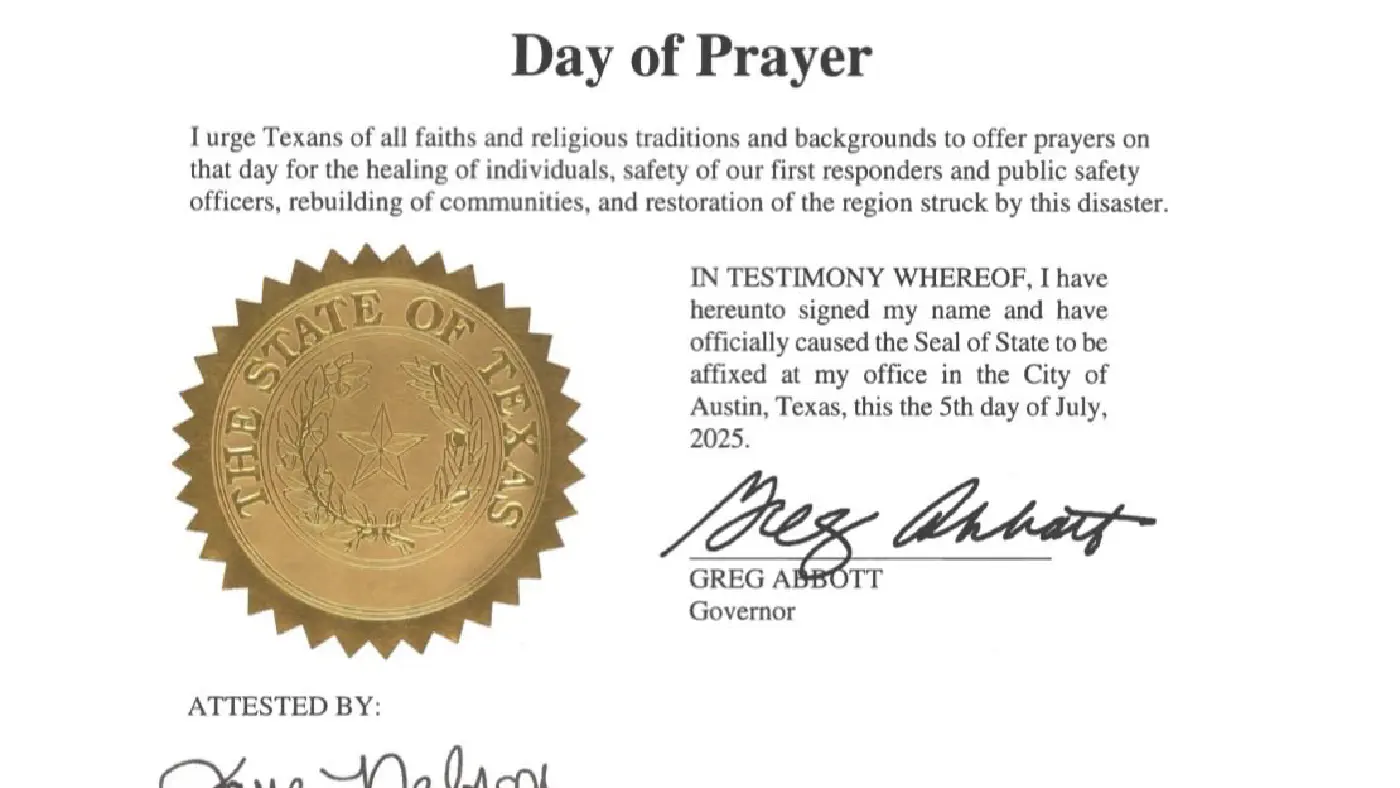 Day of Prayer
I urge Texans of all faiths and religious traditions and backgrounds to offer prayers on
that day for the healing of individuals, safety of our first responders and public safety
officers, rebuilding of communities, and restoration of the region struck by this disaster.
THE STATE OF TEXAS
IN TESTIMONY WHEREOF, I have
hereunto signed my name and have
officially caused the Seal of State to be
affixed at my office in the City of
Austin, Texas, this the 5th day of July,
2025.
Greg Abbott
GREG ABBOTT
Governor
ATTESTED BY:
Jane Nelson